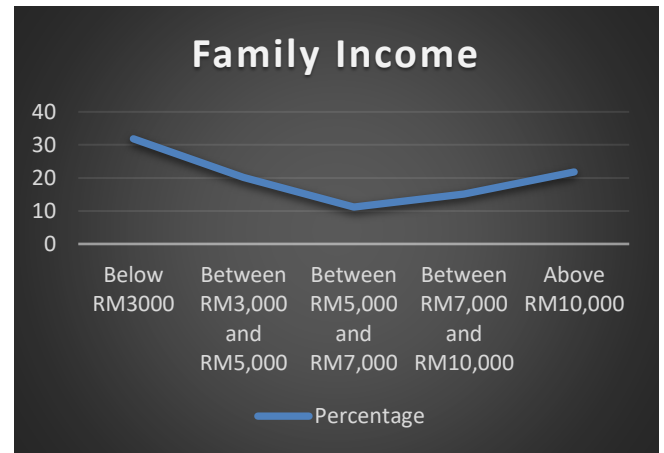 Family Income
40
30
20
10
0
Below
RM3000
Between
RM3,000
and
RM5,000
Between
RM5,000
and
RM7,000
Between
RM7,000
and
RM10,000
Above
RM10,000
Percentage